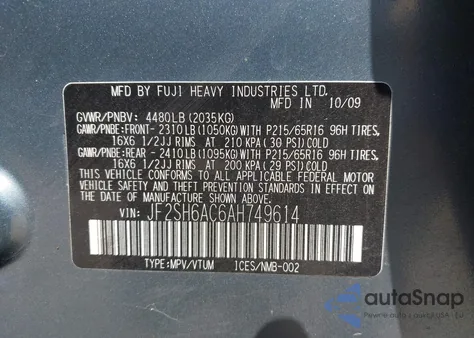 MFD BY FUJI HEAVY INDUSTRIES LTD.
MFD. IN 10/09
GVWR/PNBV: 4480LB (2035KG)
GAWR/PNBE:FRONT- 2310LB (1050KG) WITH P215/65R16 96H TIRES,
16X6 1/2JJ RIMS AT 210 KPA (30 PSI) COLD
GAWR/PNBE:REAR - 2410LB (1095KG) WITH P215/65R16 96H TIRES,
16X6 1/2JJ RIMS AT 200 KPA (29 PSI) COLD
THIS VEHICLE CONFORMS TO ALL APPLICABLE
FEDERAL MOTOR VEHICLE SAFETY
STANDARDS IN EFFECT ON THE DATE
OF MANUFACTURE SHOWN ABOVE.
VIN: JF2SH6AC6AH749614
TYPE:MPV/VTUM ICES/NMB-002
autoSnap